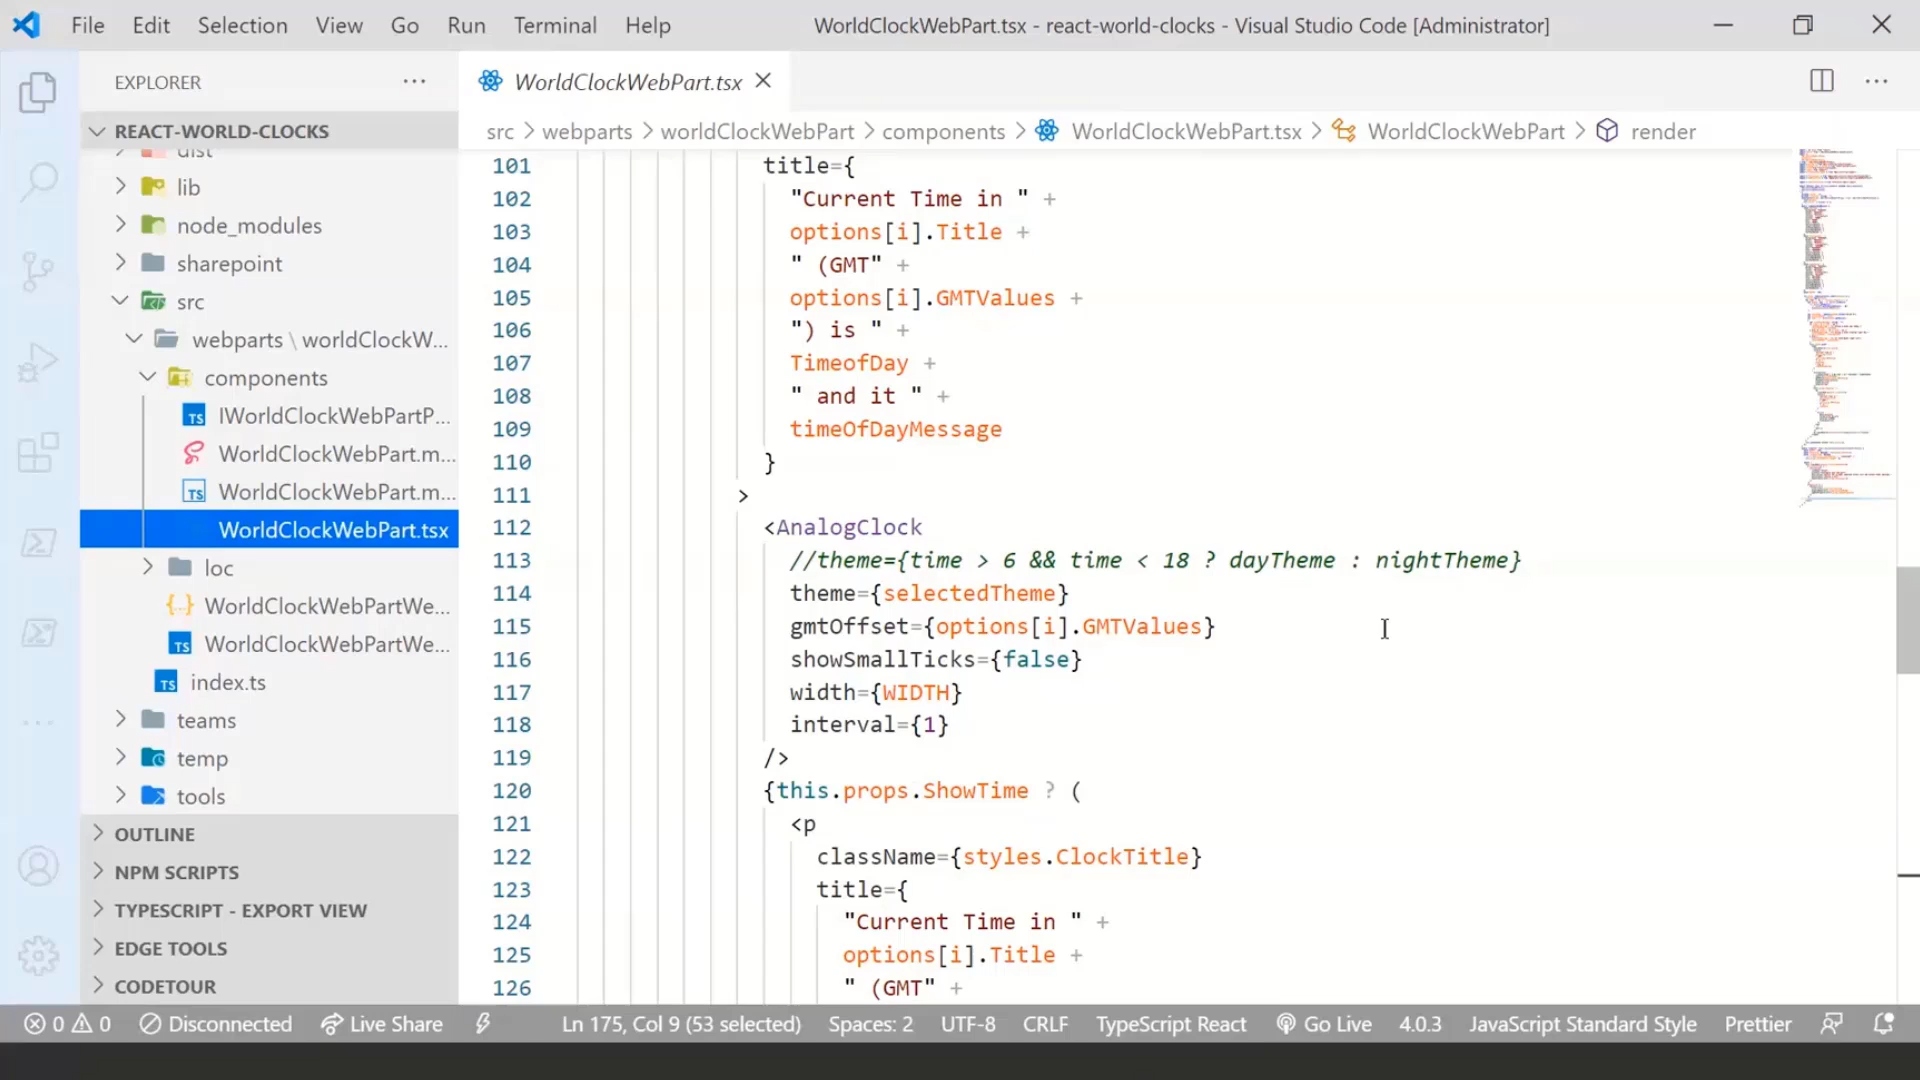 File Edit Selection View Go Run Terminal Help
WorldClockWebPart.tsx - react-world-clocks - Visual Studio Code [Administrator]
EXPLORER
WorldClockWebPart.tsx
REACT-WORLD-CLOCKS
src > webparts > worldClockWebPart > components > WorldClockWebPart.tsx > WorldClockWebPart > render
dist
lib
node_modules
sharepoint
src
webparts \ worldClockW...
components
IWorldClockWebPartP...
WorldClockWebPart.m...
WorldClockWebPart.m...
WorldClockWebPart.tsx
loc
WorldClockWebPartWe...
WorldClockWebPartWe...
index.ts
teams
temp
tools
OUTLINE
NPM SCRIPTS
TYPESCRIPT - EXPORT VIEW
EDGE TOOLS
CODETOUR
101 title={
102 "Current Time in " +
103 options[i].Title +
104 " (GMT" +
105 options[i].GMTValues +
106 ") is " +
107 TimeofDay +
108 " and it " +
109 timeOfDayMessage
110 }
111 >
112 <AnalogClock
113 //theme={time > 6 && time < 18 ? dayTheme : nightTheme}
114 theme={selectedTheme}
115 gmtOffset={options[i].GMTValues}
116 showSmallTicks={false}
117 width={WIDTH}
118 interval={1}
119 />
120 {this.props.ShowTime ? (
121 <p
122 className={styles.ClockTitle}
123 title={
124 "Current Time in " +
125 options[i].Title +
126 " (GMT" +
0 0 Disconnected Live Share Ln 175, Col 9 (53 selected) Spaces: 2 UTF-8 CRLF TypeScript React Go Live 4.0.3 JavaScript Standard Style Prettier